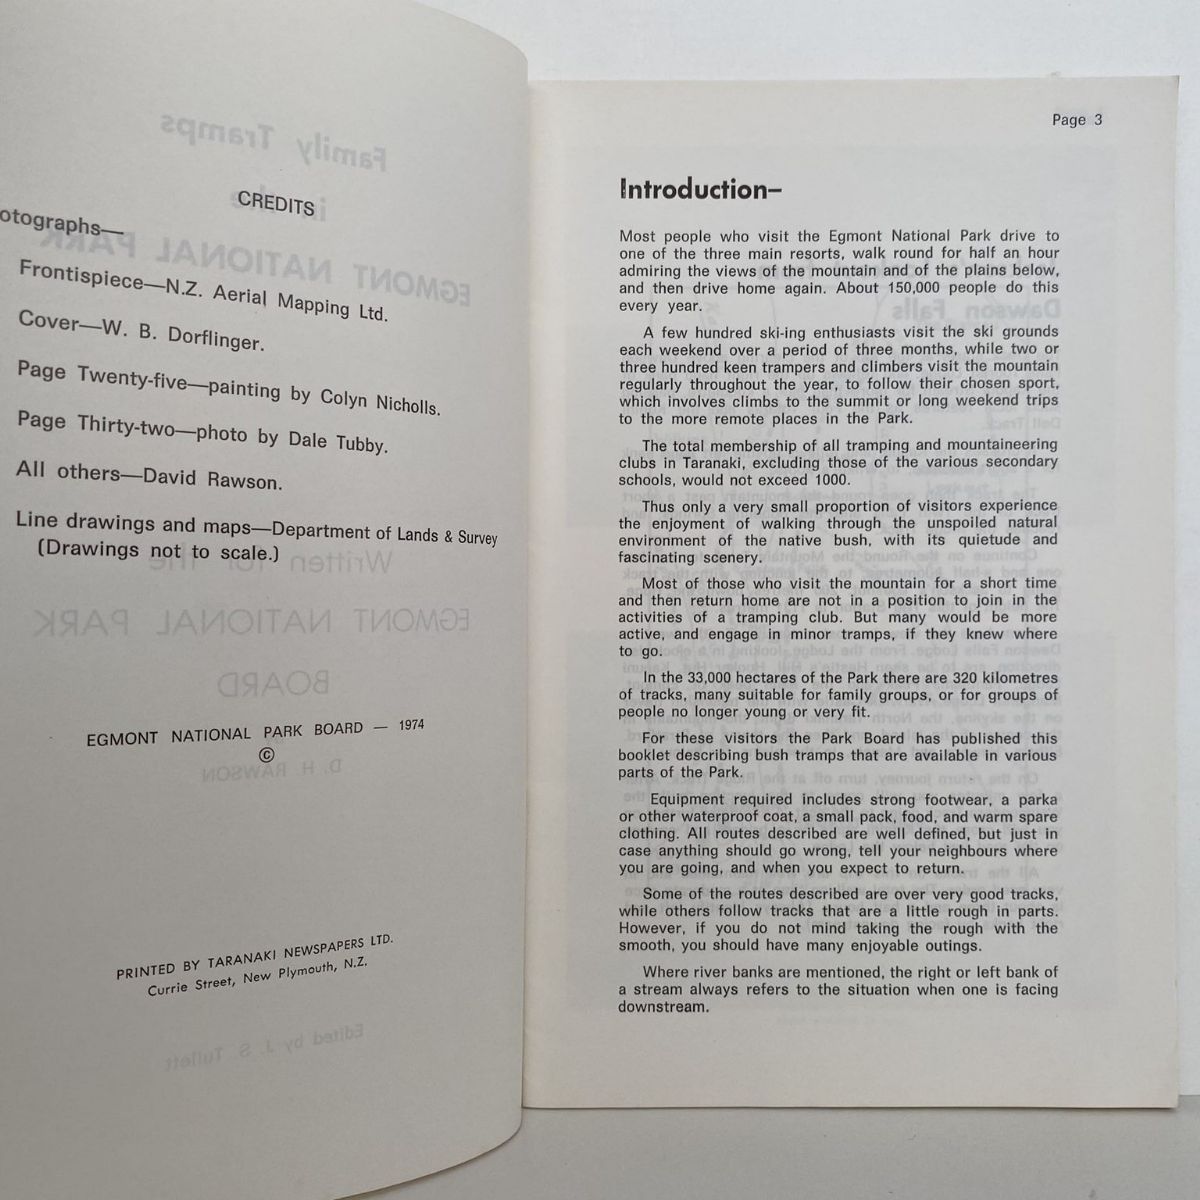 CREDITS
otographs—
Frontispiece—N.Z. Aerial Mapping Ltd.
Cover—W. B. Dorflinger.
Page Twenty-five—painting by Colyn Nicholls.
Page Thirty-two—photo by Dale Tubby.
All others—David Rawson.
Line drawings and maps—Department of Lands & Survey
(Drawings not to scale.)
EGMONT NATIONAL PARK BOARD — 1974
©
PRINTED BY TARANAKI NEWSPAPERS LTD.
Currie Street, New Plymouth, N.Z.
Family Tramps
in the
EGMONT NATIONAL PARK
Written for the
EGMONT NATIONAL PARK
BOARD
D. H. RAWSON
Edited by J. S. Tullett
Page 3
Introduction—
Most people who visit the Egmont National Park drive to
one of the three main resorts, walk round for half an hour
admiring the views of the mountain and of the plains below,
and then drive home again. About 150,000 people do this
every year.
A few hundred ski-ing enthusiasts visit the ski grounds
each weekend over a period of three months, while two or
three hundred keen trampers and climbers visit the mountain
regularly throughout the year, to follow their chosen sport,
which involves climbs to the summit or long weekend trips
to the more remote places in the Park.
The total membership of all tramping and mountaineering
clubs in Taranaki, excluding those of the various secondary
schools, would not exceed 1000.
Thus only a very small proportion of visitors experience
the enjoyment of walking through the unspoiled natural
environment of the native bush, with its quietude and
fascinating scenery.
Most of those who visit the mountain for a short time
and then return home are not in a position to join in the
activities of a tramping club. But many would be more
active, and engage in minor tramps, if they knew where
to go.
In the 33,000 hectares of the Park there are 320 kilometres
of tracks, many suitable for family groups, or for groups of
people no longer young or very fit.
For these visitors the Park Board has published this
booklet describing bush tramps that are available in various
parts of the Park.
Equipment required includes strong footwear, a parka
or other waterproof coat, a small pack, food, and warm spare
clothing. All routes described are well defined, but just in
case anything should go wrong, tell your neighbours where
you are going, and when you expect to return.
Some of the routes described are over very good tracks,
while others follow tracks that are a little rough in parts.
However, if you do not mind taking the rough with the
smooth, you should have many enjoyable outings.
Where river banks are mentioned, the right or left bank of
a stream always refers to the situation when one is facing
downstream.
Dawson Falls